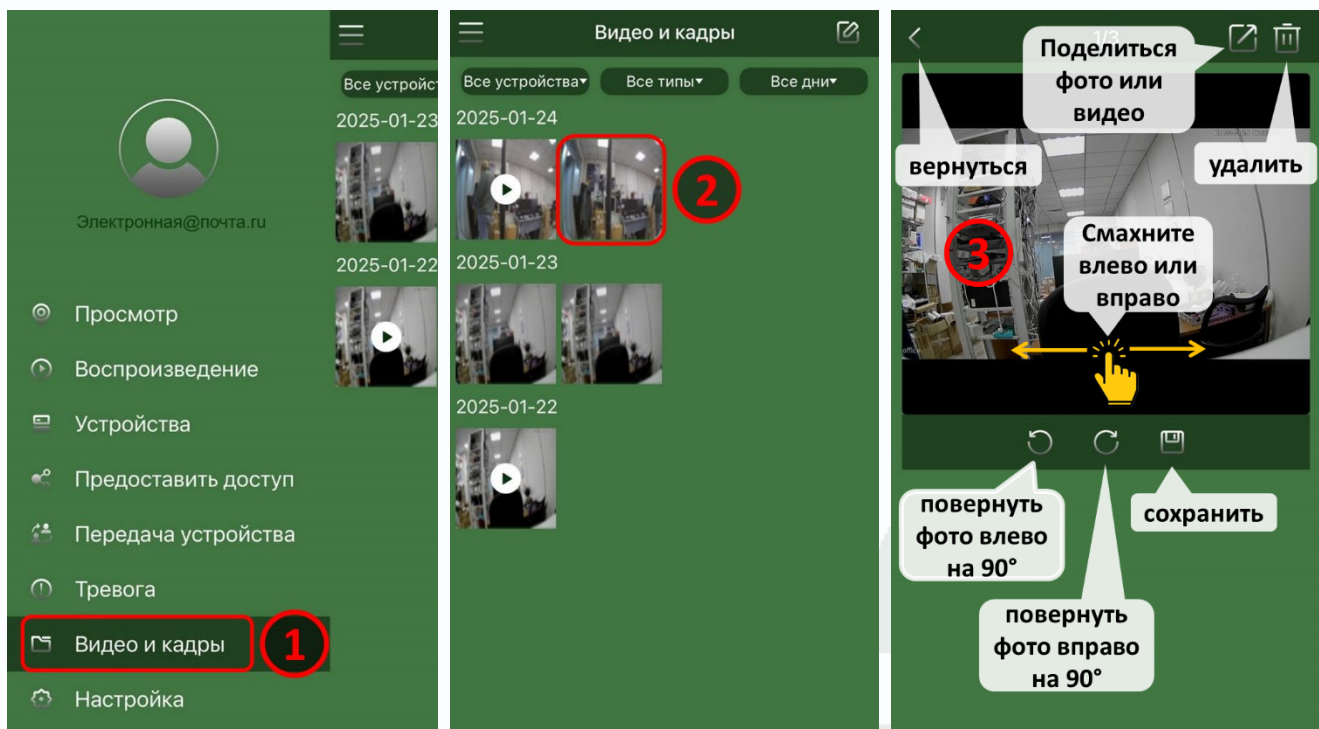 Электронная@почта.ru
Просмотр
Воспроизведение
Устройства
Предоставить доступ
Передача устройства
Тревога
Видео и кадры
1
Настройка
Все устройст
2025-01-23
2025-01-22
Видео и кадры
Все устройства▾
Все типы▾
Все дни▾
2025-01-24
2
2025-01-23
2025-01-22
1/3
Поделиться
фото или
видео
вернуться
удалить
3
Смахните
влево или
вправо
office
повернуть
фото влево
на 90°
сохранить
повернуть
фото вправо
на 90°